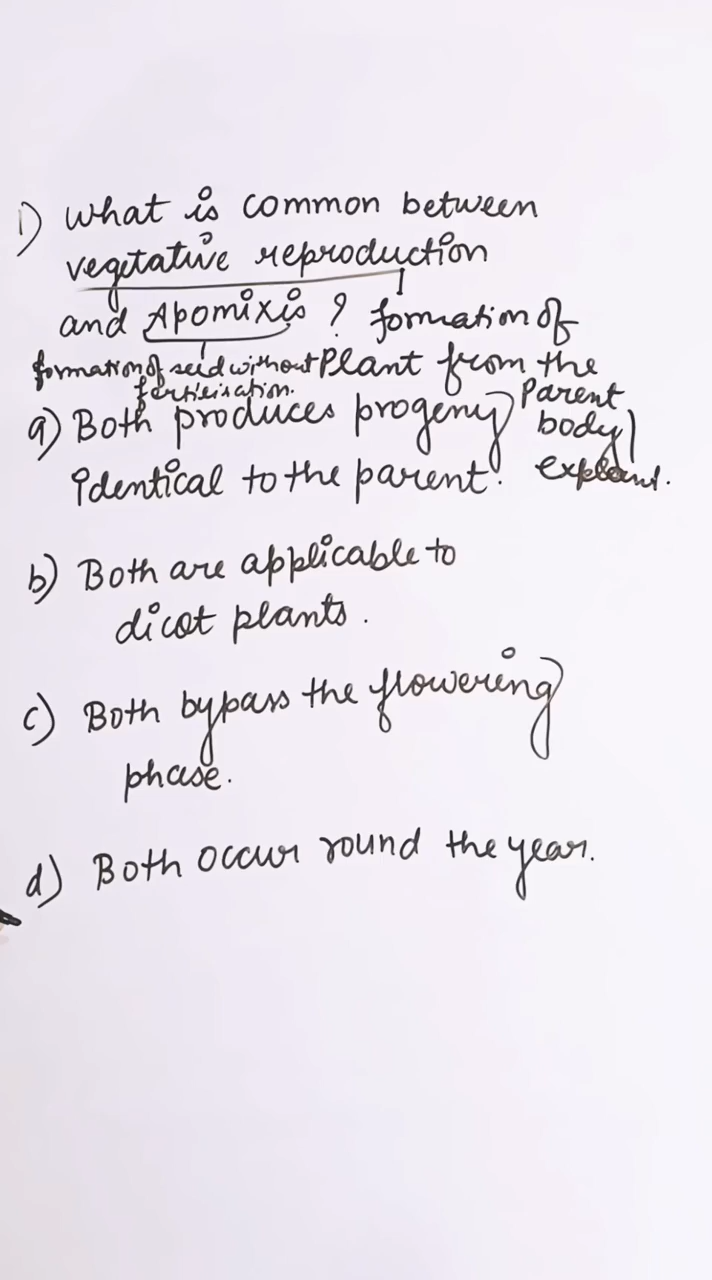 1) What is common between
vegetative reproduction
and Apomixis ? formation of
formation of seed without Plant from the
fertilisation. Parent
a) Both produces progeny body/
identical to the parent. explant.
b) Both are applicable to
dicot plants.
c) Both bypass the flowering
phase.
d) Both occur round the year.